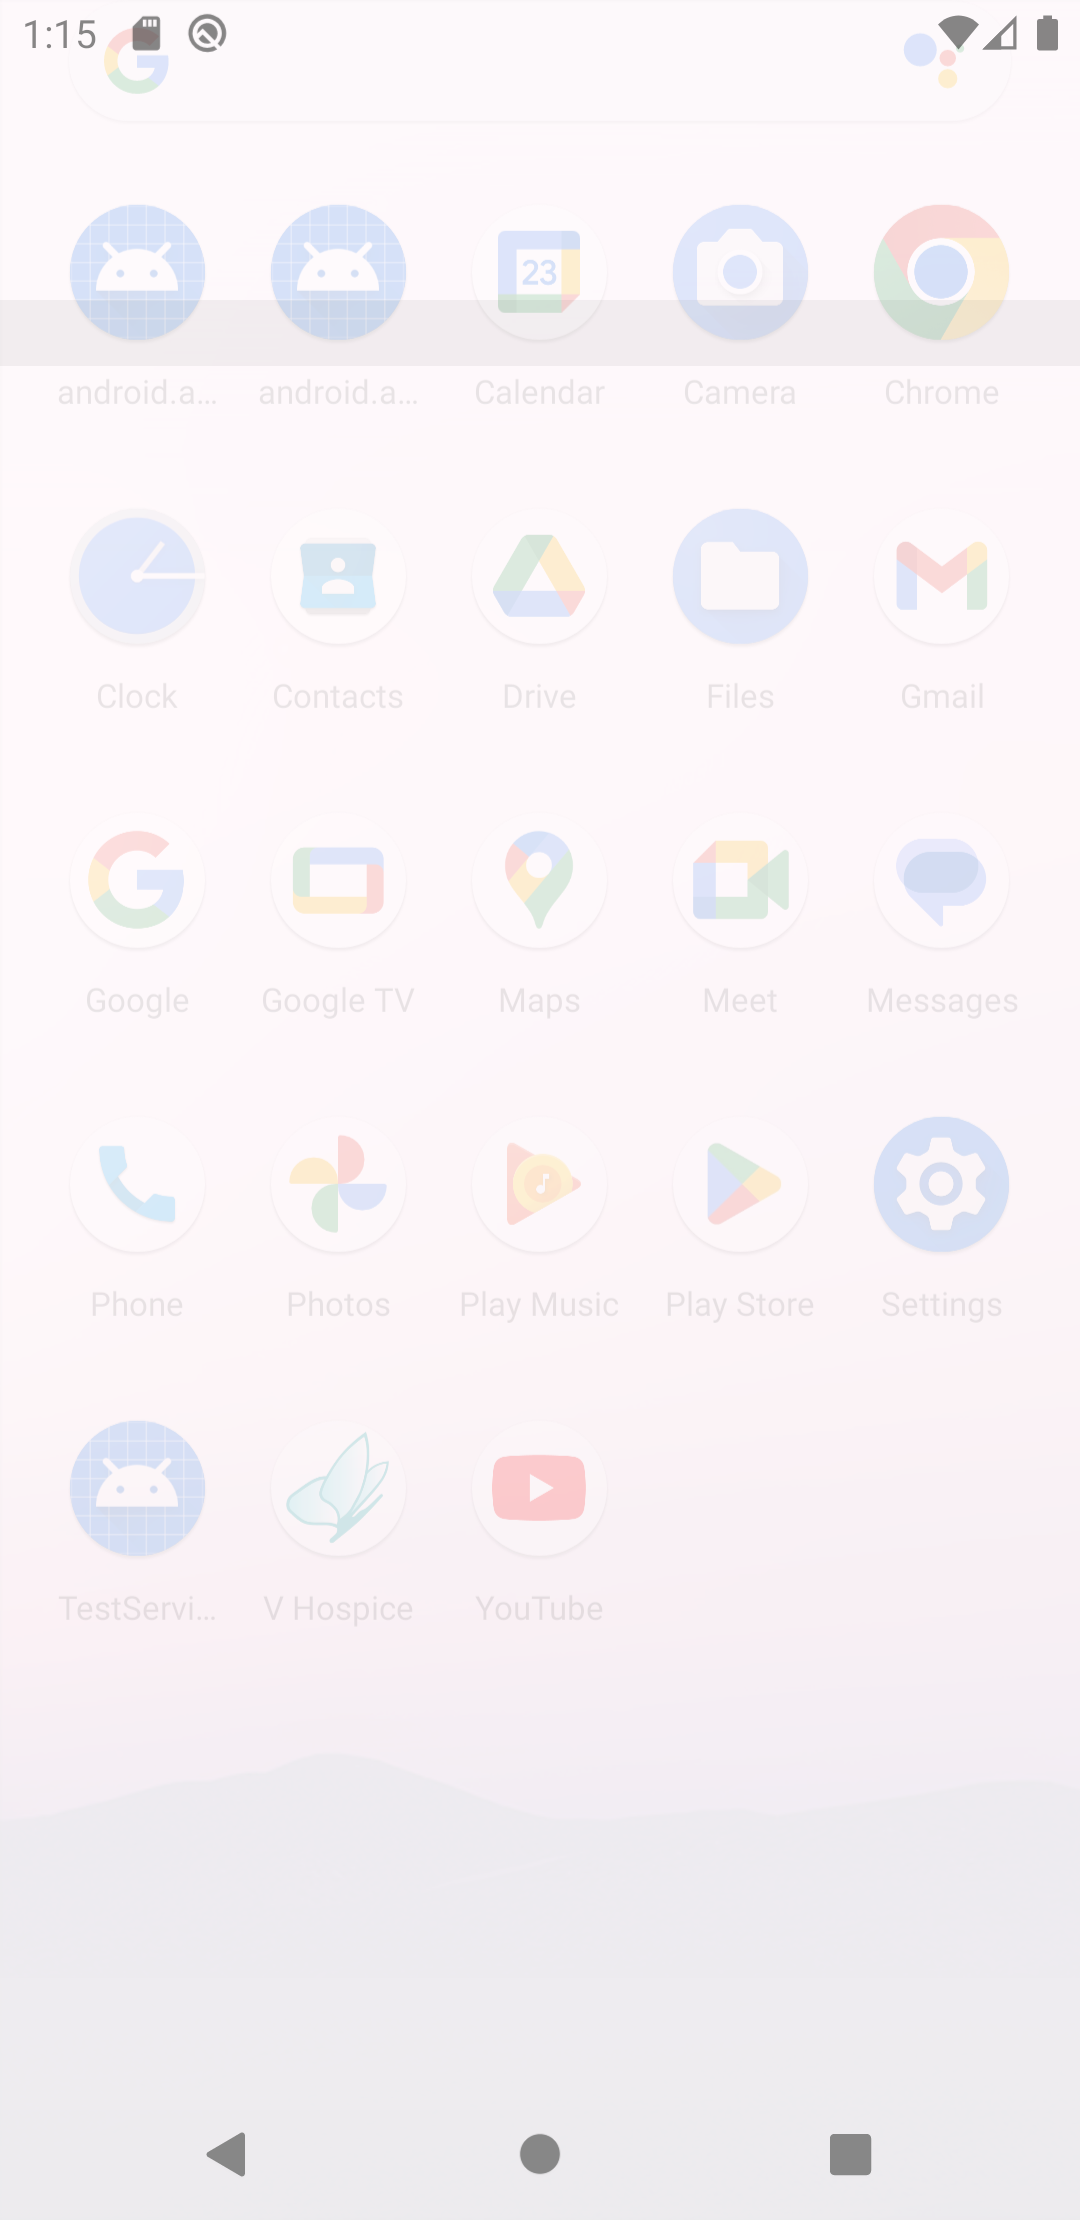 1:15
23
android.a... android.a... Calendar Camera Chrome
Clock Contacts Drive Files Gmail
Google Google TV Maps Meet Messages
Phone Photos Play Music Play Store Settings
TestServi... V Hospice YouTube